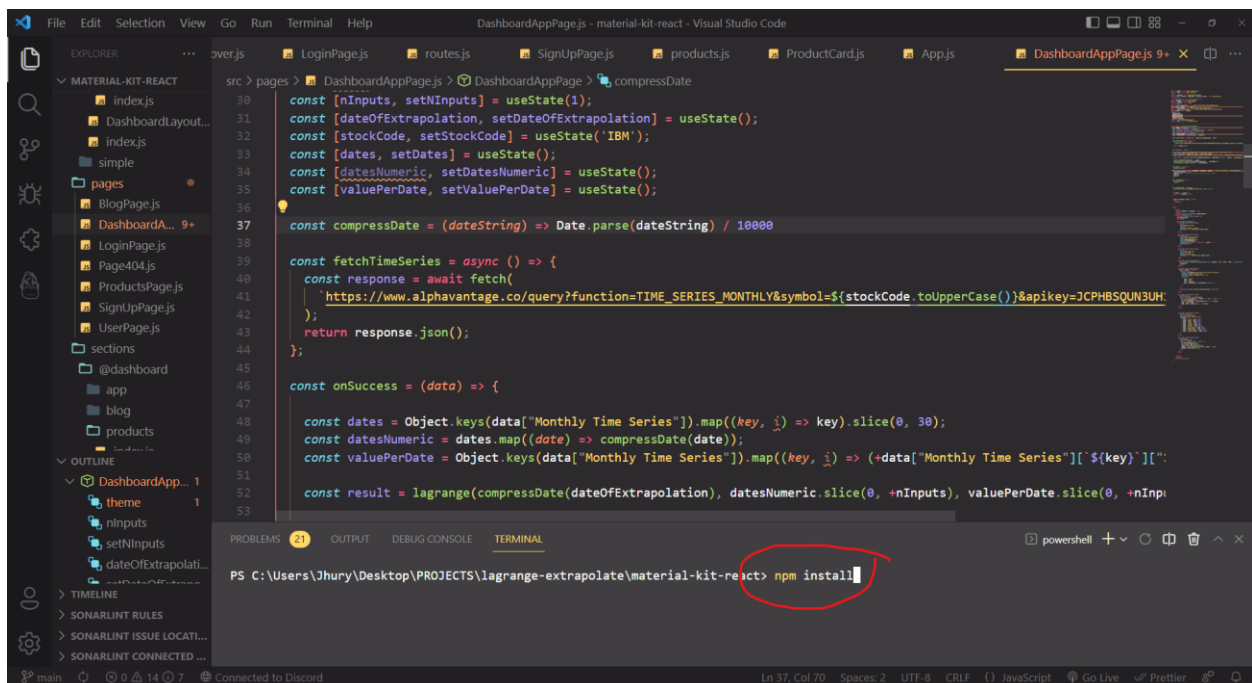 File Edit Selection View Go Run Terminal Help
DashboardAppPage.js - material-kit-react - Visual Studio Code
EXPLORER
LoginPage.js
routes.js
SignUpPage.js
products.js
ProductCard.js
App.js
DashboardAppPage.js 9+
MATERIAL-KIT-REACT
index.js
DashboardLayout...
index.js
simple
pages
BlogPage.js
DashboardA... 9+
LoginPage.js
Page404.js
ProductsPage.js
SignUpPage.js
UserPage.js
sections
@dashboard
app
blog
products
OUTLINE
DashboardApp... 1
theme 1
nInputs
setNInputs
dateOfExtrapolati...
TIMELINE
SONARLINT RULES
SONARLINT ISSUE LOCATI...
SONARLINT CONNECTED ...
src > pages > DashboardAppPage.js > DashboardAppPage > compressDate
30 const [nInputs, setNInputs] = useState(1);
31 const [dateOfExtrapolation, setDateOfExtrapolation] = useState();
32 const [stockCode, setStockCode] = useState('IBM');
33 const [dates, setDates] = useState();
34 const [datesNumeric, setDatesNumeric] = useState();
35 const [valuePerDate, setValuePerDate] = useState();
36
37 const compressDate = (dateString) => Date.parse(dateString) / 10000
38
39 const fetchTimeSeries = async () => {
40 const response = await fetch(
41 `https://www.alphavantage.co/query?function=TIME_SERIES_MONTHLY&symbol=${stockCode.toUpperCase()}&apikey=JCPHBSQUN3UH
42 );
43 return response.json();
44 };
45
46 const onSuccess = (data) => {
47
48 const dates = Object.keys(data["Monthly Time Series"]).map((key, i) => key).slice(0, 30);
49 const datesNumeric = dates.map((date) => compressDate(date));
50 const valuePerDate = Object.keys(data["Monthly Time Series"]).map((key, i) => (+data["Monthly Time Series"][`${key}`]["
51
52 const result = lagrange(compressDate(dateOfExtrapolation), datesNumeric.slice(0, +nInputs), valuePerDate.slice(0, +nInpu
53
PROBLEMS 21 OUTPUT DEBUG CONSOLE TERMINAL
powershell
PS C:\Users\Jhury\Desktop\PROJECTS\lagrange-extrapolate\material-kit-react> npm install
main 0 14 7 Connected to Discord
Ln 37, Col 70 Spaces: 2 UTF-8 CRLF {} JavaScript Go Live Prettier